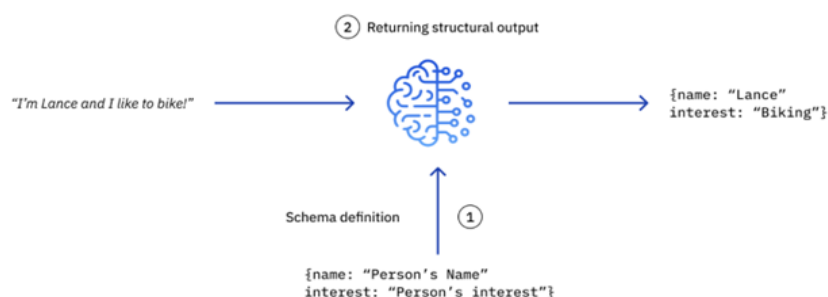 2 Returning structural output
“I’m Lance and I like to bike!”
{name: “Lance”
interest: “Biking”}
Schema definition 1
{name: “Person’s Name”
interest: “Person’s interest”}